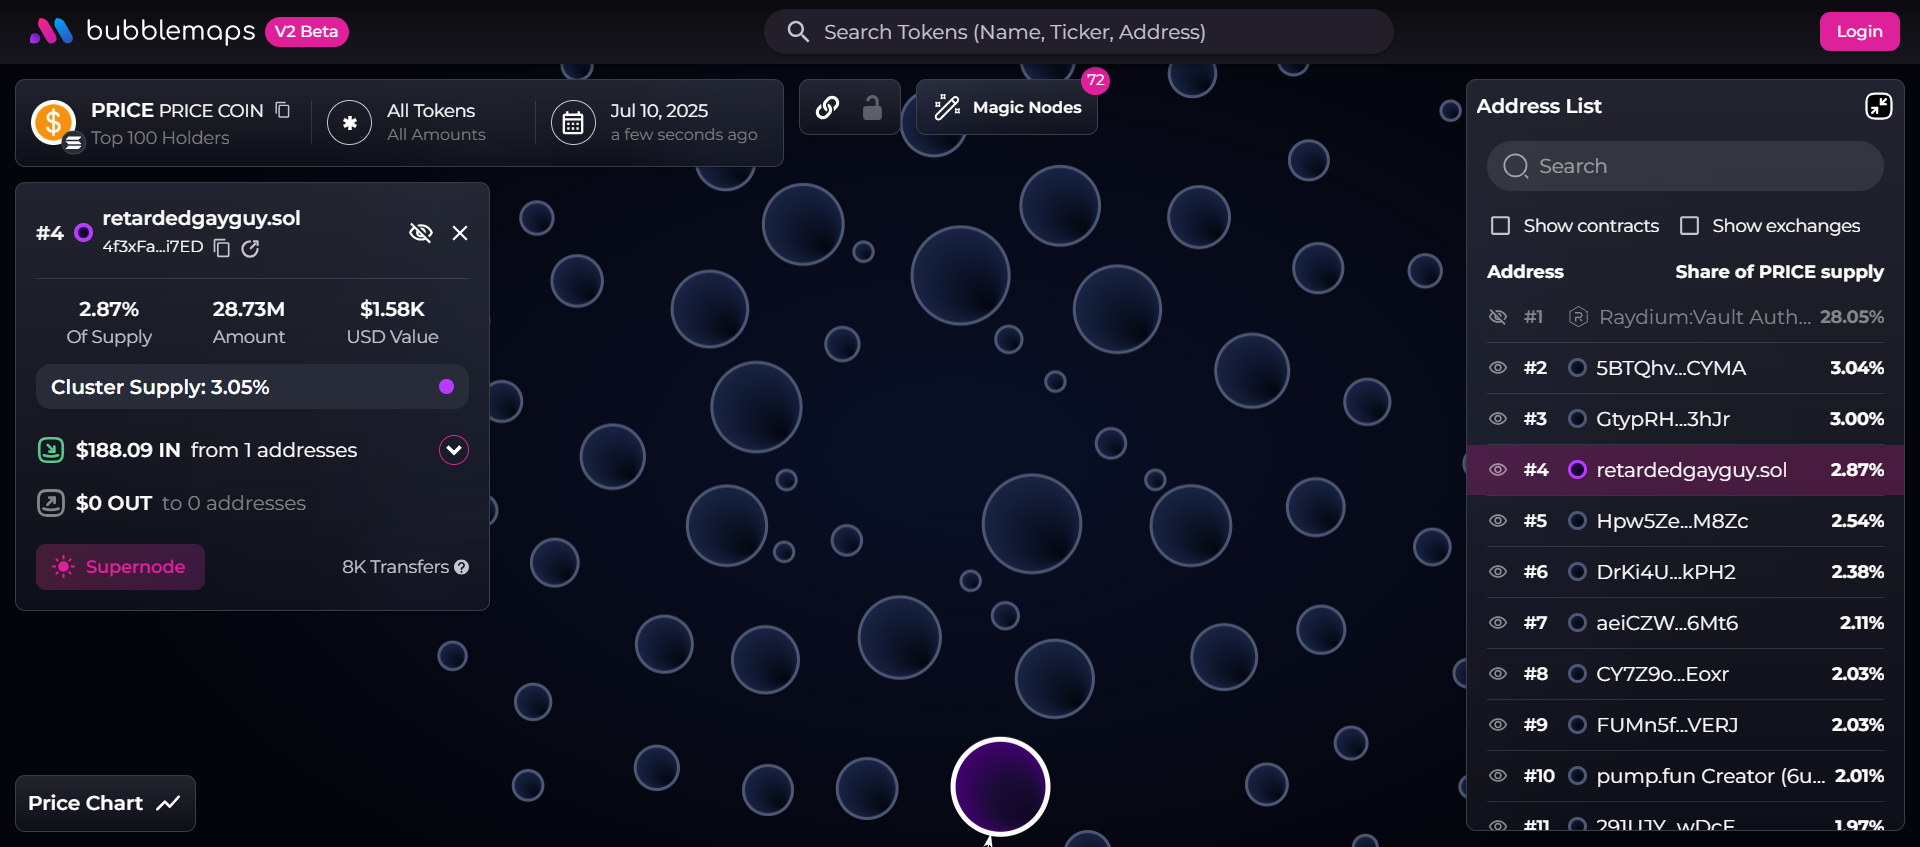 bubblemaps V2 Beta
Search Tokens (Name, Ticker, Address)
Login
PRICE PRICE COIN
Top 100 Holders
All Tokens
All Amounts
Jul 10, 2025
a few seconds ago
Magic Nodes
72
#4 retardedgayguy.sol
4f3xFa...i7ED
2.87% 28.73M $1.58K
Of Supply Amount USD Value
Cluster Supply: 3.05%
$188.09 IN from 1 addresses
$0 OUT to 0 addresses
Supernode 8K Transfers
Price Chart
Address List
Search
Show contracts Show exchanges
Address Share of PRICE supply
#1 Raydium:Vault Auth... 28.05%
#2 5BTQhv...CYMA 3.04%
#3 GtypRH...3hJr 3.00%
#4 retardedgayguy.sol 2.87%
#5 Hpw5Ze...M8Zc 2.54%
#6 DrKi4U...kPH2 2.38%
#7 aeiCZW...6Mt6 2.11%
#8 CY7Z9o...Eoxr 2.03%
#9 FUMn5f...VERJ 2.03%
#10 pump.fun Creator (6u... 2.01%
#11 1.97%